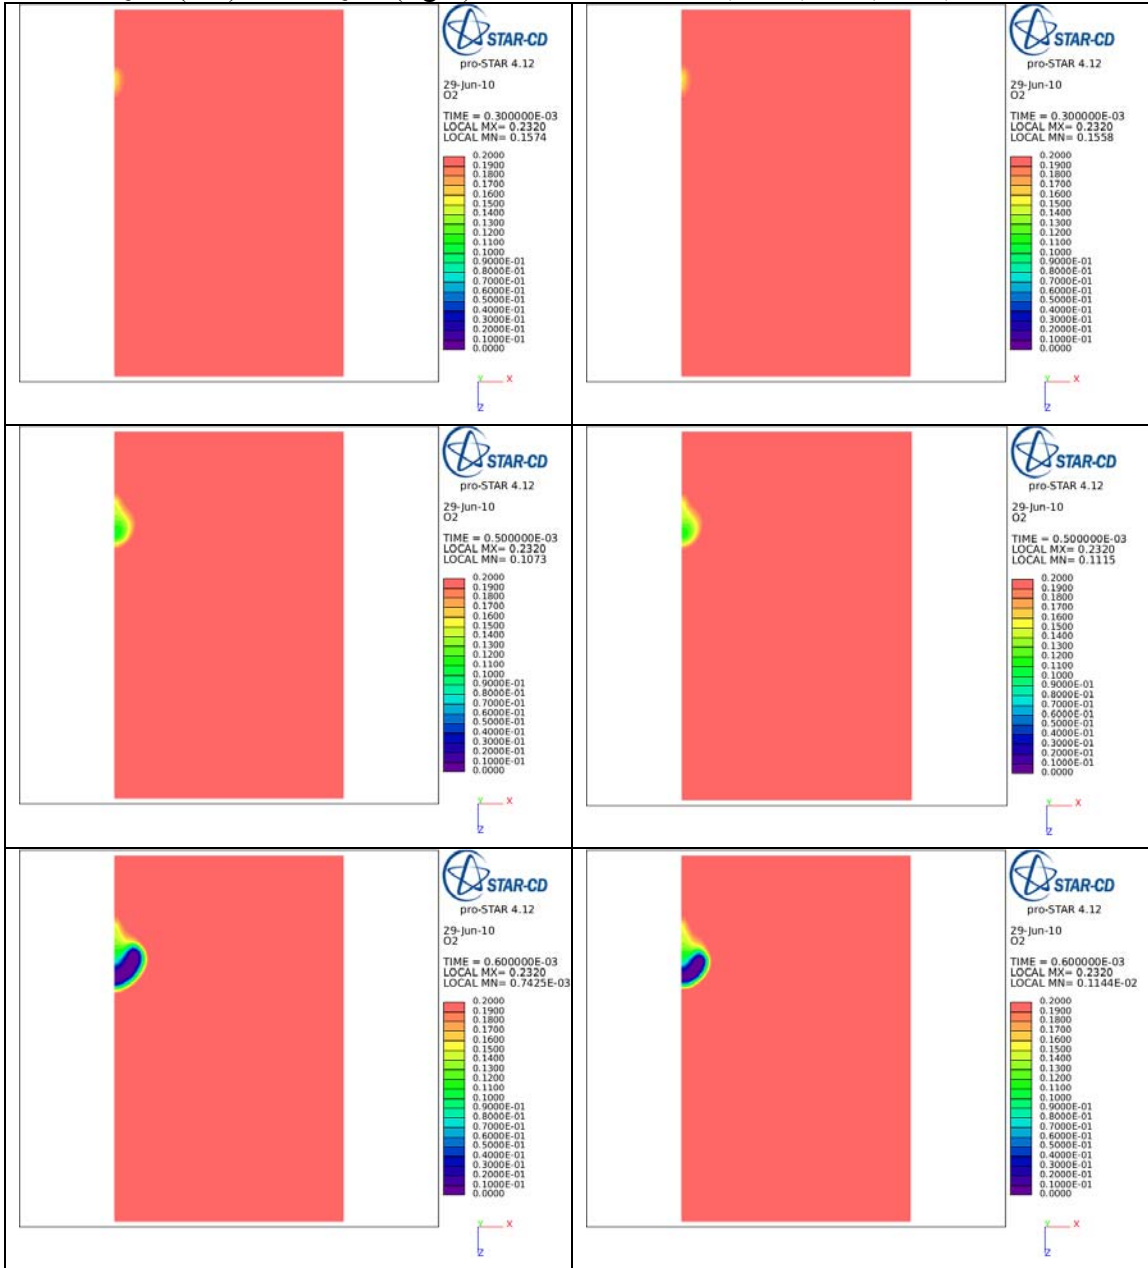 STAR-CD
pro-STAR 4.12
29-Jun-10
O2
TIME = 0.300000E-03
LOCAL MX= 0.2320
LOCAL MN= 0.1574
0.2000
0.1900
0.1800
0.1700
0.1600
0.1500
0.1400
0.1300
0.1200
0.1100
0.1000
0.9000E-01
0.8000E-01
0.7000E-01
0.6000E-01
0.5000E-01
0.4000E-01
0.3000E-01
0.2000E-01
0.1000E-01
0.0000
Y
X
Z
STAR-CD
pro-STAR 4.12
29-Jun-10
O2
TIME = 0.300000E-03
LOCAL MX= 0.2320
LOCAL MN= 0.1558
0.2000
0.1900
0.1800
0.1700
0.1600
0.1500
0.1400
0.1300
0.1200
0.1100
0.1000
0.9000E-01
0.8000E-01
0.7000E-01
0.6000E-01
0.5000E-01
0.4000E-01
0.3000E-01
0.2000E-01
0.1000E-01
0.0000
Y
X
Z
STAR-CD
pro-STAR 4.12
29-Jun-10
O2
TIME = 0.500000E-03
LOCAL MX= 0.2320
LOCAL MN= 0.1073
0.2000
0.1900
0.1800
0.1700
0.1600
0.1500
0.1400
0.1300
0.1200
0.1100
0.1000
0.9000E-01
0.8000E-01
0.7000E-01
0.6000E-01
0.5000E-01
0.4000E-01
0.3000E-01
0.2000E-01
0.1000E-01
0.0000
Y
X
Z
STAR-CD
pro-STAR 4.12
29-Jun-10
O2
TIME = 0.500000E-03
LOCAL MX= 0.2320
LOCAL MN= 0.1115
0.2000
0.1900
0.1800
0.1700
0.1600
0.1500
0.1400
0.1300
0.1200
0.1100
0.1000
0.9000E-01
0.8000E-01
0.7000E-01
0.6000E-01
0.5000E-01
0.4000E-01
0.3000E-01
0.2000E-01
0.1000E-01
0.0000
Y
X
Z
STAR-CD
pro-STAR 4.12
29-Jun-10
O2
TIME = 0.600000E-03
LOCAL MX= 0.2320
LOCAL MN= 0.7425E-03
0.2000
0.1900
0.1800
0.1700
0.1600
0.1500
0.1400
0.1300
0.1200
0.1100
0.1000
0.9000E-01
0.8000E-01
0.7000E-01
0.6000E-01
0.5000E-01
0.4000E-01
0.3000E-01
0.2000E-01
0.1000E-01
0.0000
Y
X
Z
STAR-CD
pro-STAR 4.12
29-Jun-10
O2
TIME = 0.600000E-03
LOCAL MX= 0.2320
LOCAL MN= 0.1144E-02
0.2000
0.1900
0.1800
0.1700
0.1600
0.1500
0.1400
0.1300
0.1200
0.1100
0.1000
0.9000E-01
0.8000E-01
0.7000E-01
0.6000E-01
0.5000E-01
0.4000E-01
0.3000E-01
0.2000E-01
0.1000E-01
0.0000
Y
X
Z